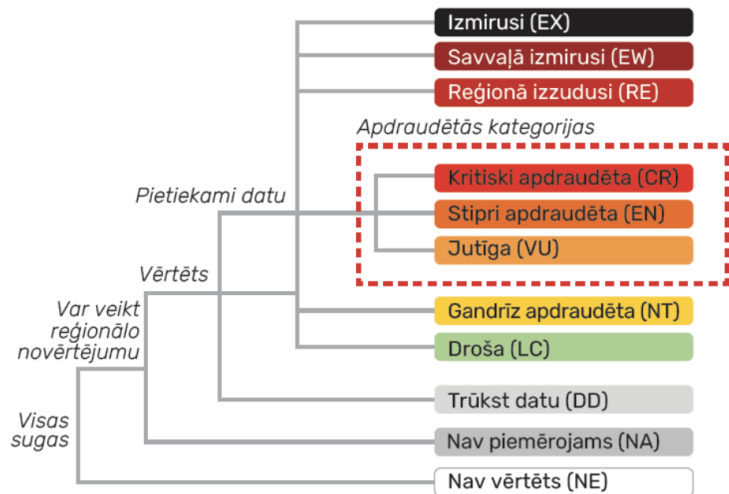 Izmirusi (EX)
Savvaļā izmirusi (EW)
Reģionā izzudusi (RE)
Apdraudētās kategorijas
Kritiski apdraudēta (CR)
Pietiekami datu
Stipri apdraudēta (EN)
Jutīga (VU)
Vērtēts
Var veikt
reģionālo
novērtējumu
Gandrīz apdraudēta (NT)
Droša (LC)
Trūkst datu (DD)
Visas
sugas
Nav piemērojams (NA)
Nav vērtēts (NE)